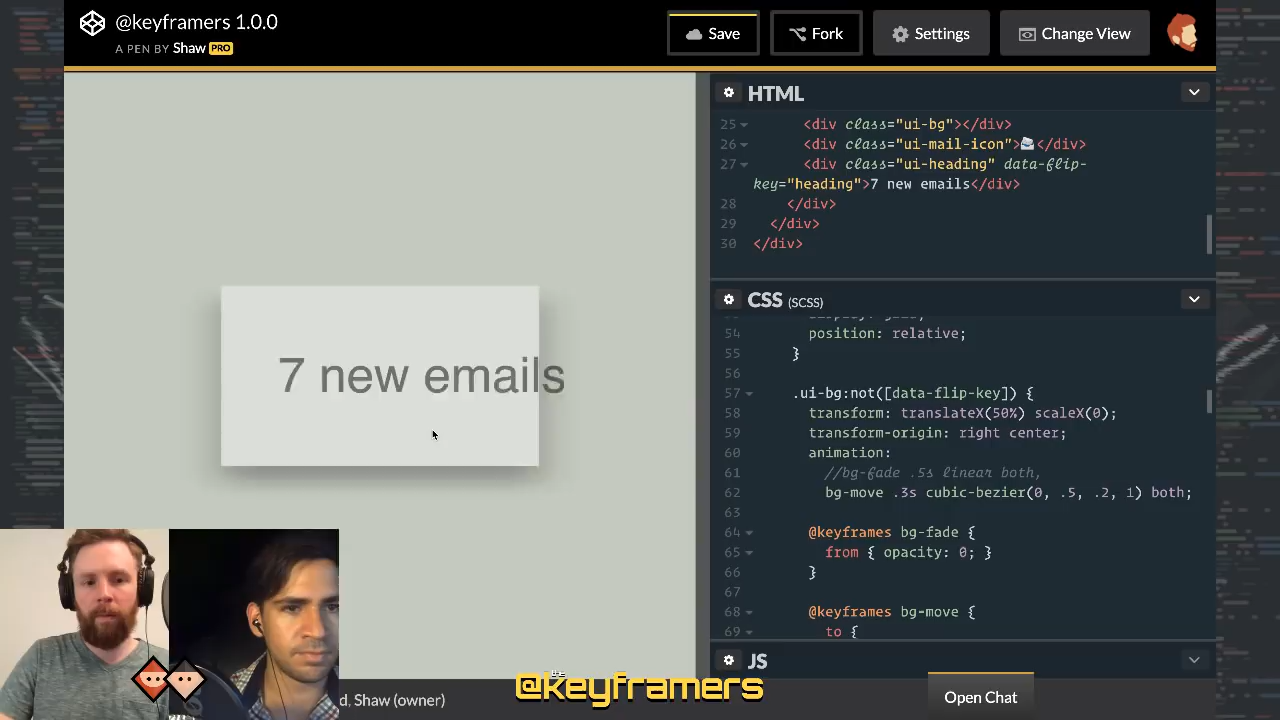 @keyframers 1.0.0
A PEN BY Shaw PRO
Save
Fork
Settings
Change View
7 new emails
HTML
25 <div class="ui-bg"></div>
26 <div class="ui-mail-icon">📨</div>
27 <div class="ui-heading" data-flip-
key="heading">7 new emails</div>
28 </div>
29 </div>
30 </div>
CSS (SCSS)
54 position: relative;
55 }
56
57 .ui-bg:not([data-flip-key]) {
58 transform: translateX(50%) scaleX(0);
59 transform-origin: right center;
60 animation:
61 //bg-fade .5s linear both,
62 bg-move .3s cubic-bezier(0, .5, .2, 1) both;
63
64 @keyframes bg-fade {
65 from { opacity: 0; }
66 }
67
68 @keyframes bg-move {
69 to {
JS
d, Shaw (owner)
the
@keyframers
Open Chat